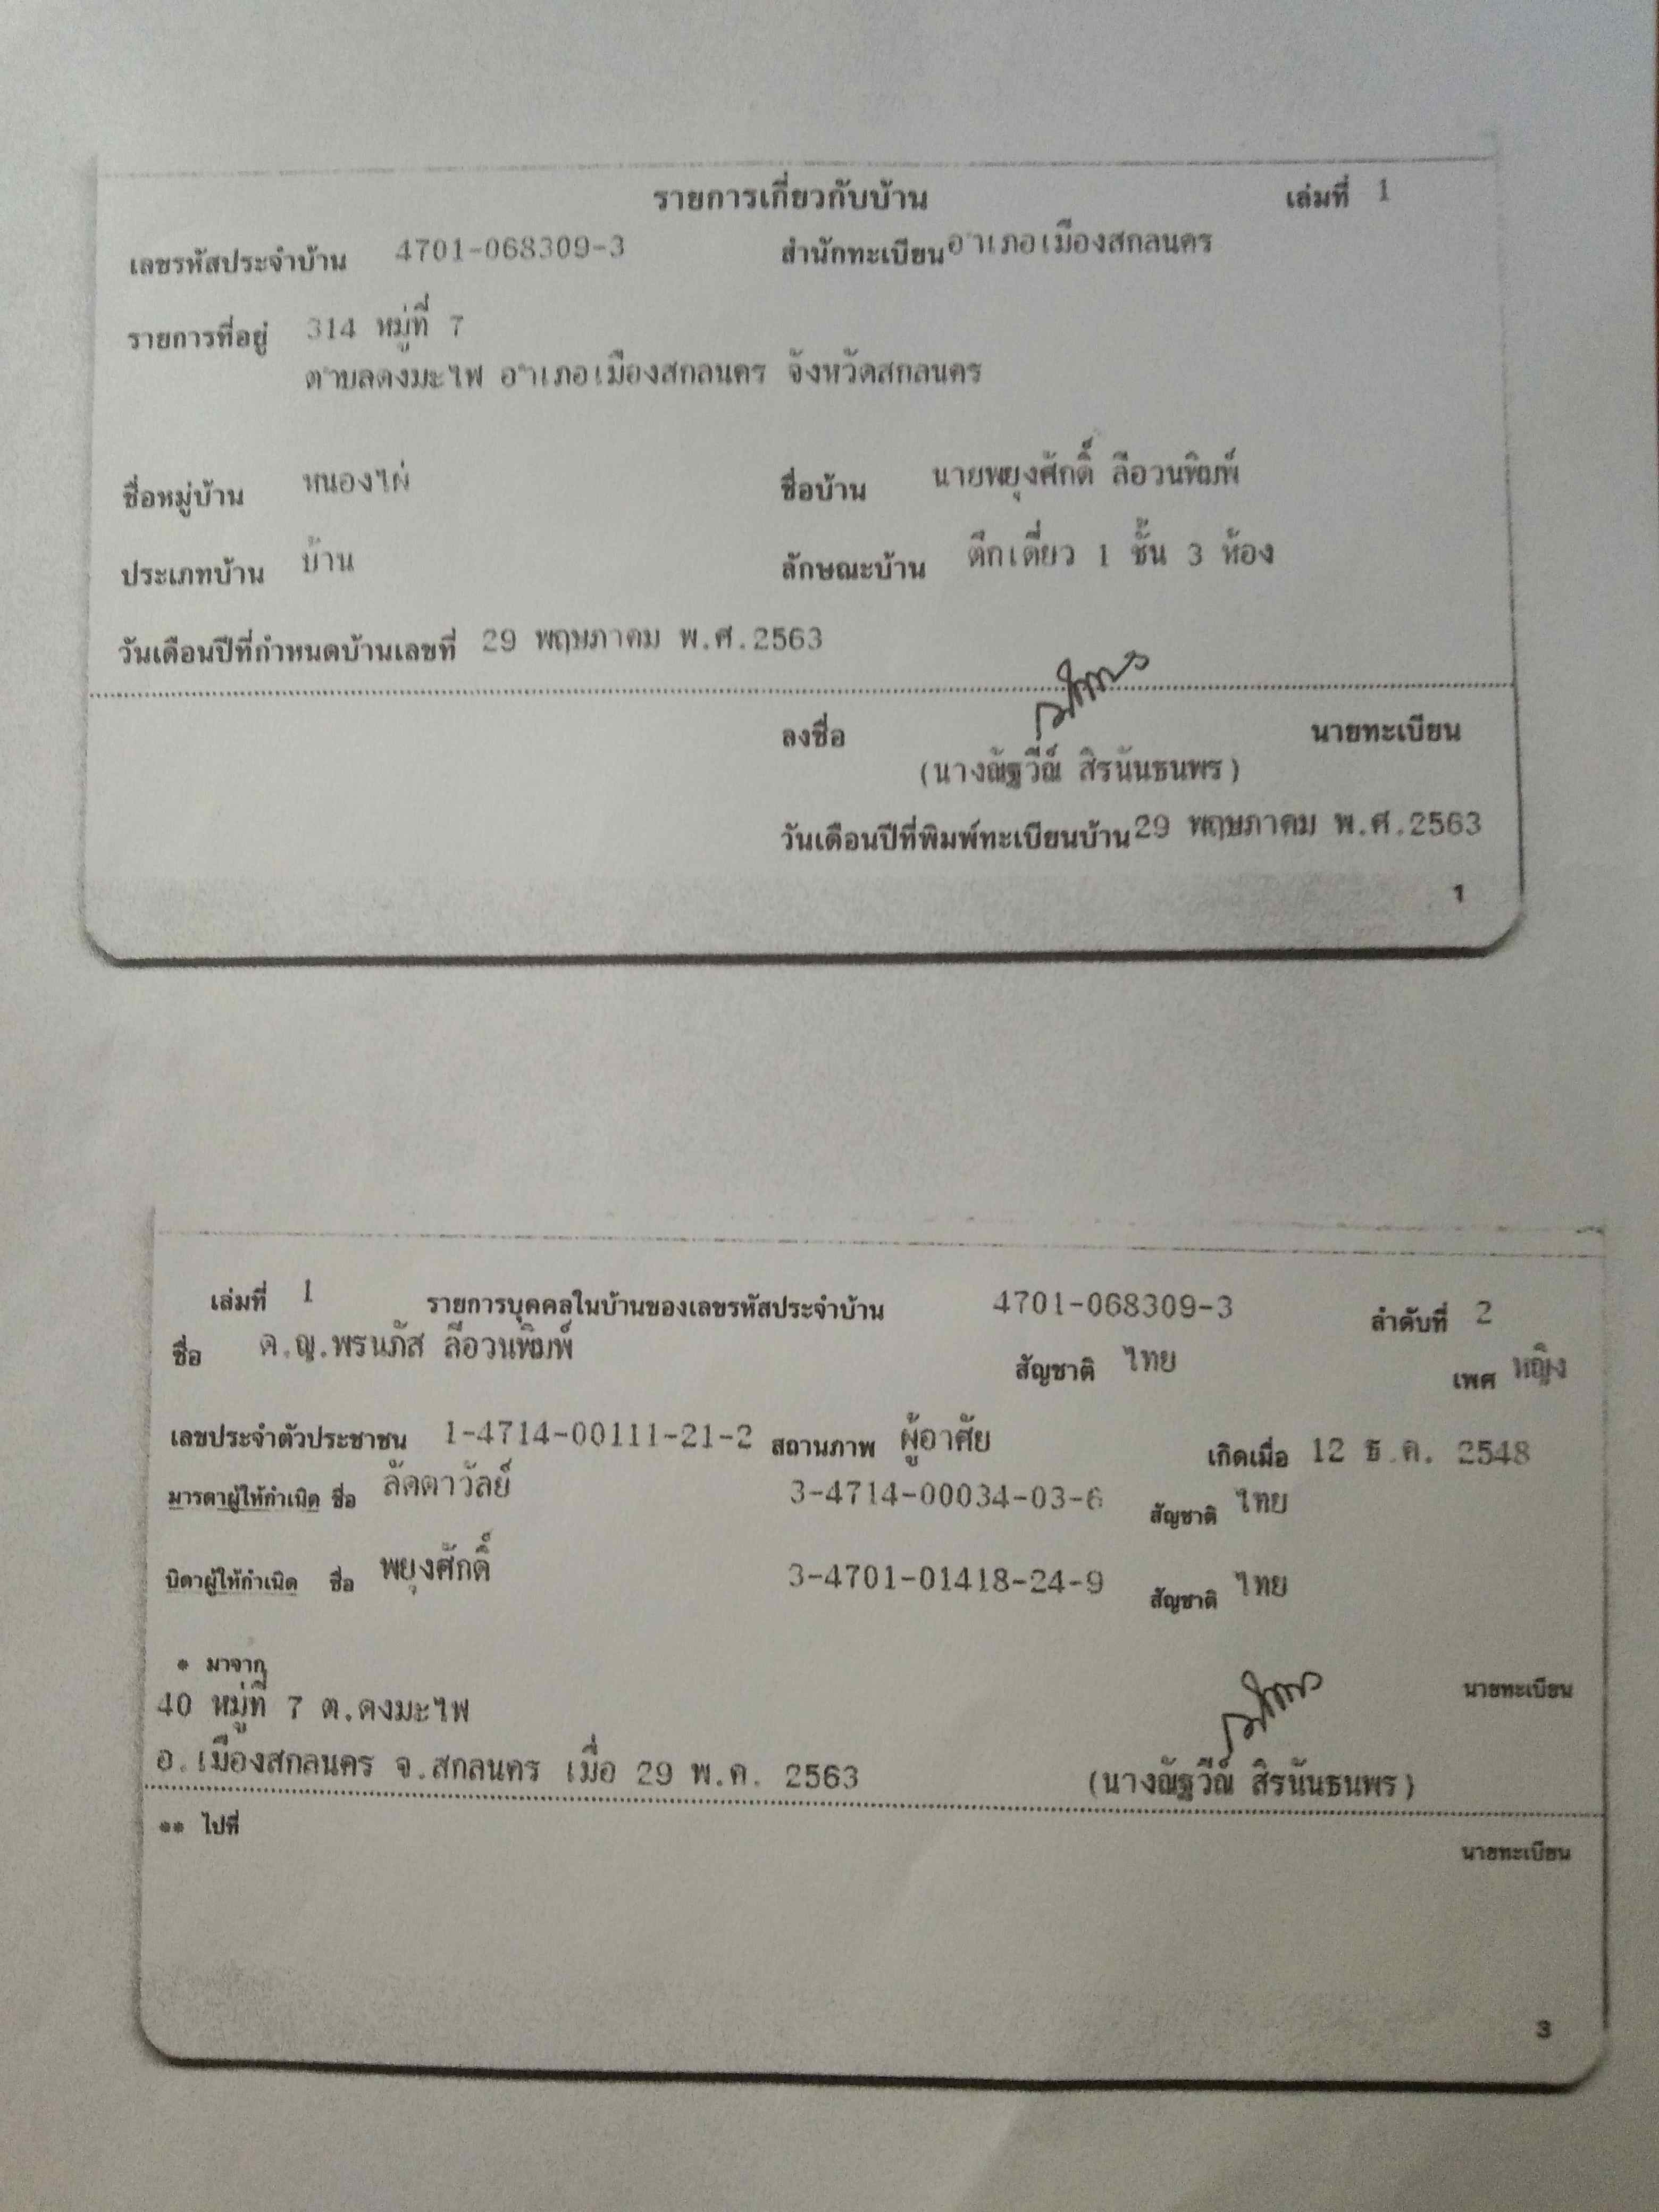 รายการเกี่ยวกับบ้าน เล่มที่ 1
เลขรหัสประจำบ้าน 4701-068309-3 สำนักทะเบียน อำเภอเมืองสกลนคร
รายการที่อยู่ 314 หมู่ที่ 7
ตำบลดงมะไฟ อำเภอเมืองสกลนคร จังหวัดสกลนคร
ชื่อหมู่บ้าน หนองไผ่ ชื่อบ้าน นายพยุงศักดิ์ ลือวนพิมพ์
ประเภทบ้าน บ้าน ลักษณะบ้าน ตึกเดี่ยว 1 ชั้น 3 ห้อง
วันเดือนปีที่กำหนดบ้านเลขที่ 29 พฤษภาคม พ.ศ.2563
ลงชื่อ นายทะเบียน
(นางณัฐวีณ์ สิรนันธนพร)
วันเดือนปีที่พิมพ์ทะเบียนบ้าน 29 พฤษภาคม พ.ศ.2563
1
เล่มที่ 1 รายการบุคคลในบ้านของเลขรหัสประจำบ้าน 4701-068309-3 ลำดับที่ 2
ชื่อ ด.ญ.พรนภัส ลือวนพิมพ์ สัญชาติ ไทย เพศ หญิง
เลขประจำตัวประชาชน 1-4714-00111-21-2 สถานภาพ ผู้อาศัย เกิดเมื่อ 12 ธ.ค. 2548
มารดาผู้ให้กำเนิด ชื่อ ลัดดาวัลย์ 3-4714-00034-03-6 สัญชาติ ไทย
บิดาผู้ให้กำเนิด ชื่อ พยุงศักดิ์ 3-4701-01418-24-9 สัญชาติ ไทย
* มาจาก
40 หมู่ที่ 7 ต.ดงมะไฟ นายทะเบียน
อ.เมืองสกลนคร จ.สกลนคร เมื่อ 29 พ.ค. 2563 (นางณัฐวีณ์ สิรนันธนพร)
** ไปที่
นายทะเบียน
3